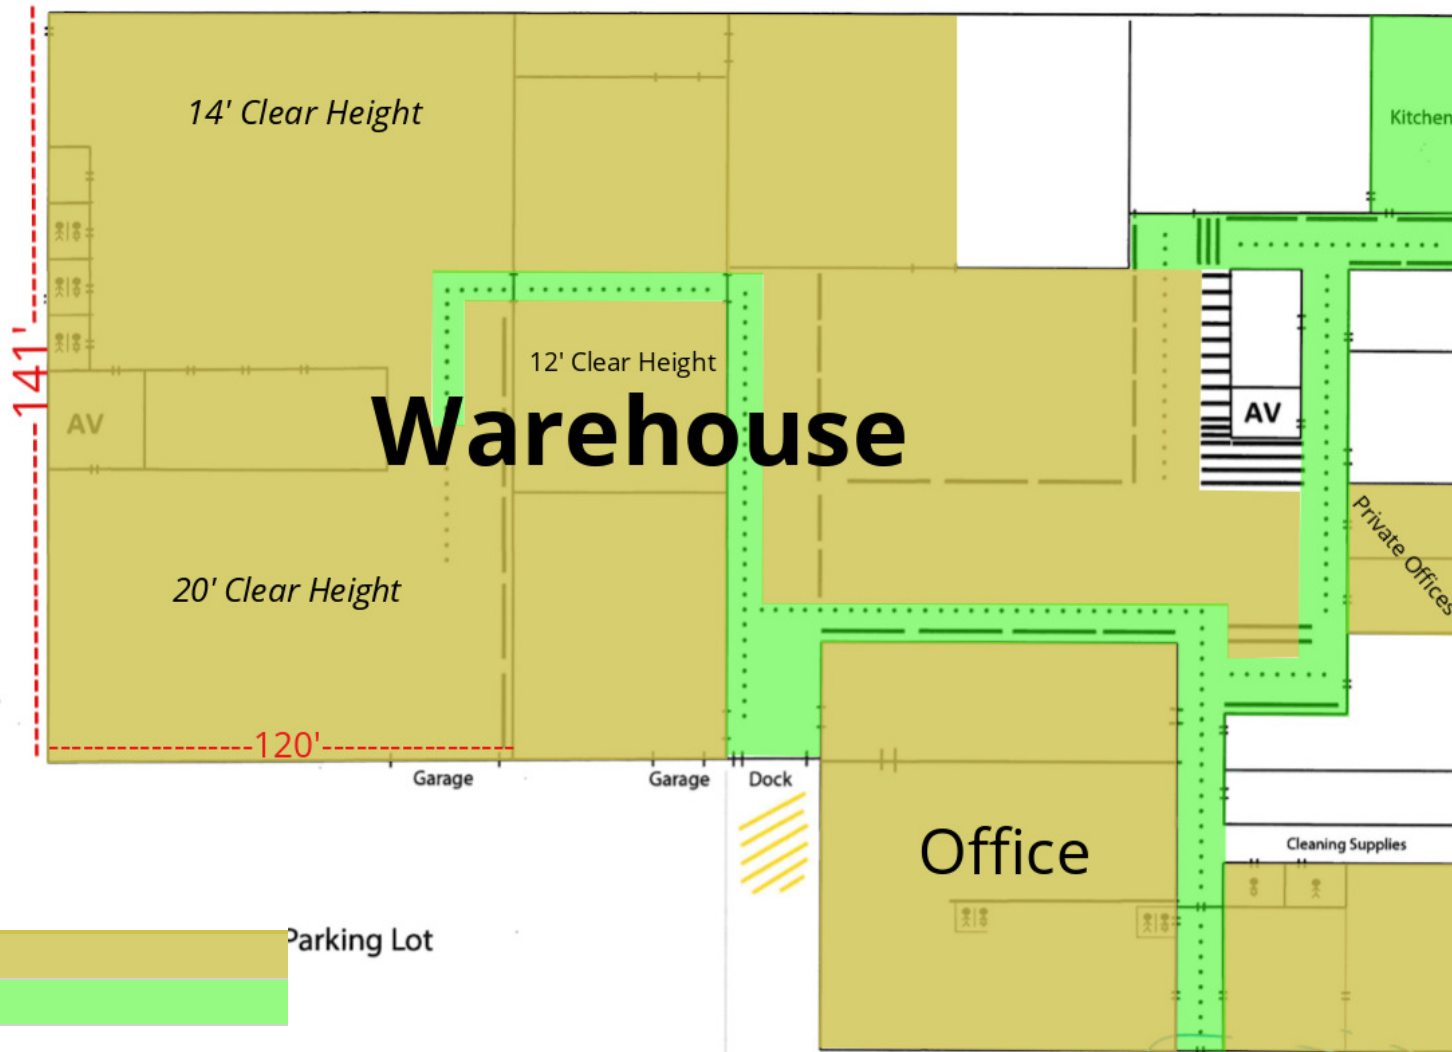 14' Clear Height
Kitchen
141'
12' Clear Height
AV
Warehouse
AV
Private Offices
20' Clear Height
120'
Garage
Garage
Dock
Office
Cleaning Supplies
Parking Lot